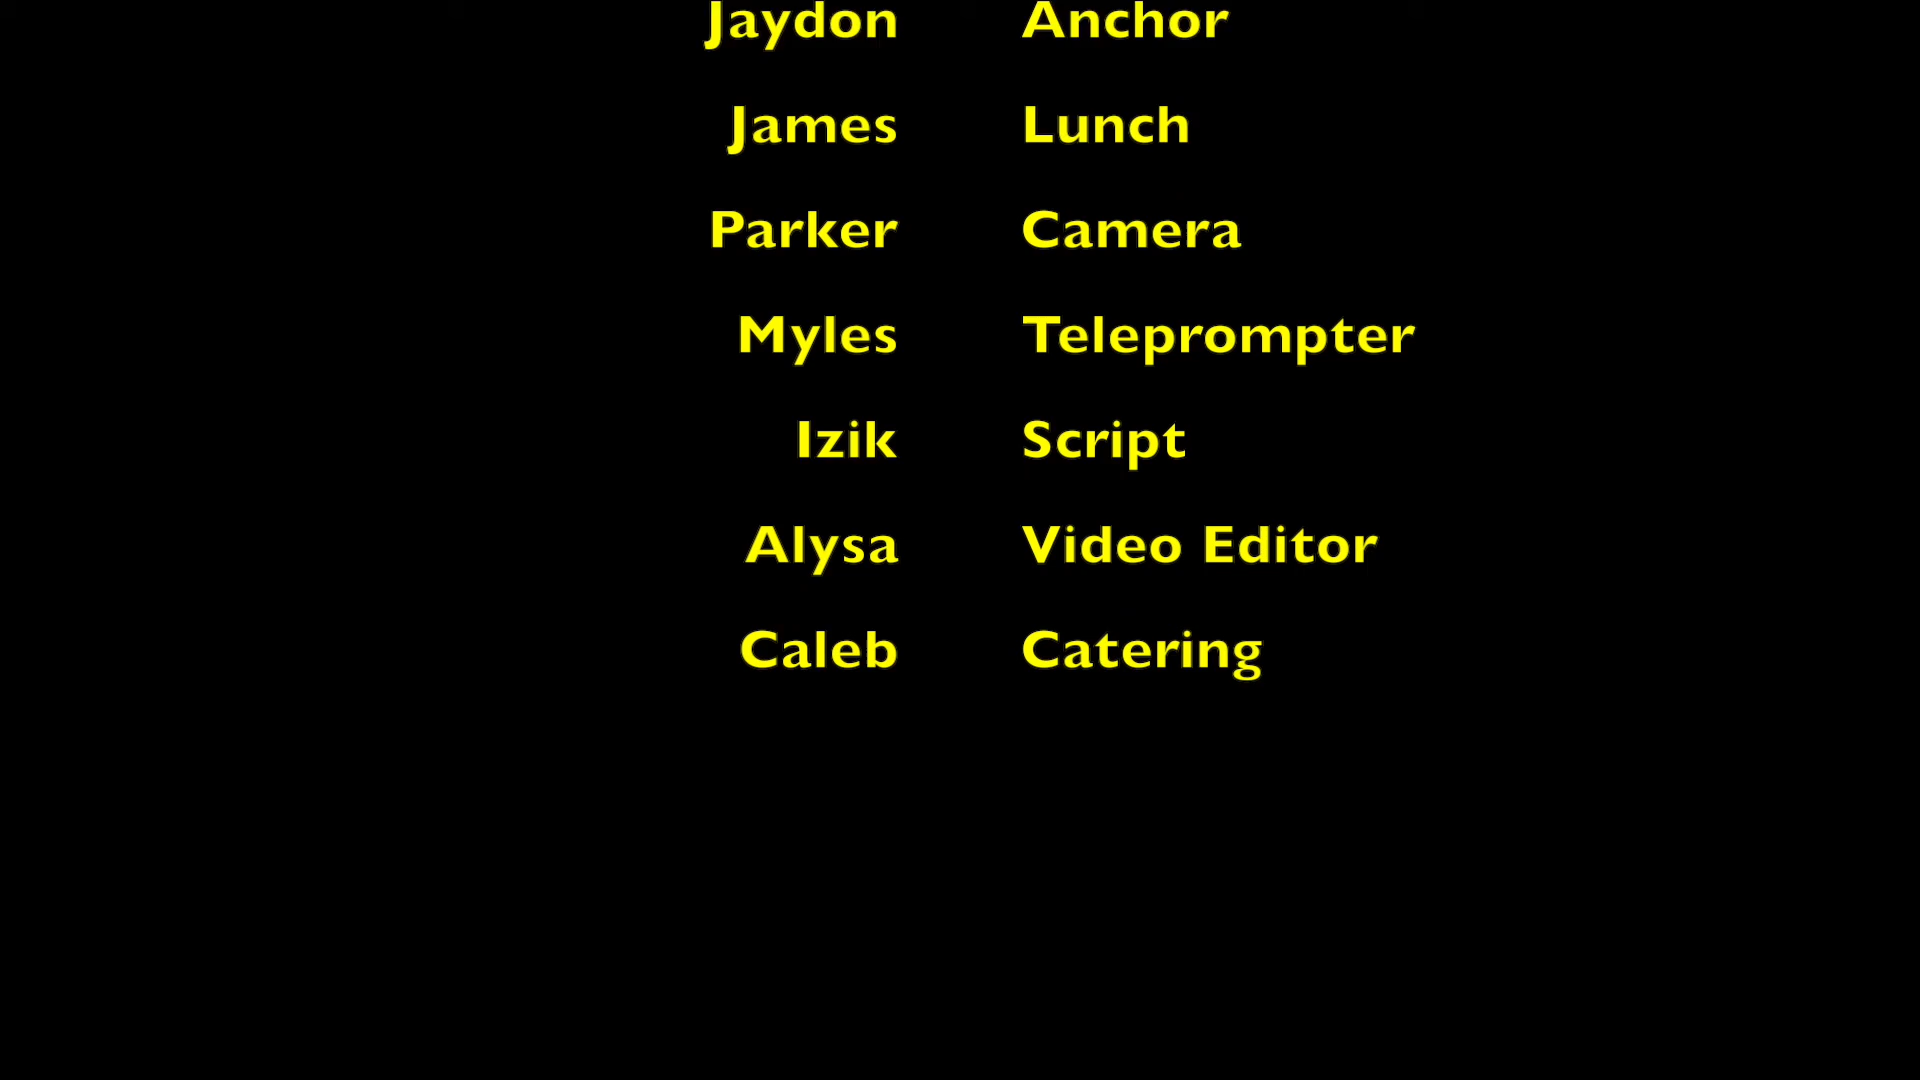 Jaydon Anchor
James Lunch
Parker Camera
Myles Teleprompter
Izik Script
Alysa Video Editor
Caleb Catering